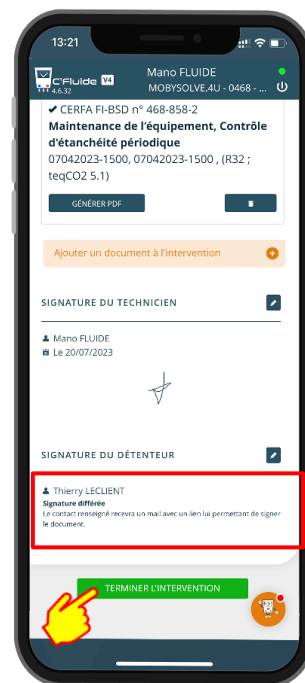 13:21
C'Fluide V4
4.6.32
Mano FLUIDE
MOBYSOLVE.4U - 0468 - ...
✔ CERFA FI-BSD n° 468-858-2
Maintenance de l'équipement, Contrôle
d'étanchéité périodique
07042023-1500, 07042023-1500 , (R32 ;
teqCO2 5.1)
GÉNÉRER PDF
Ajouter un document à l'intervention
SIGNATURE DU TECHNICIEN
Mano FLUIDE
Le 20/07/2023
SIGNATURE DU DÉTENTEUR
Thierry LECLIENT
Signature différée
Le contact renseigné recevra un mail avec un lien lui permettant de signer
le document.
TERMINER L'INTERVENTION